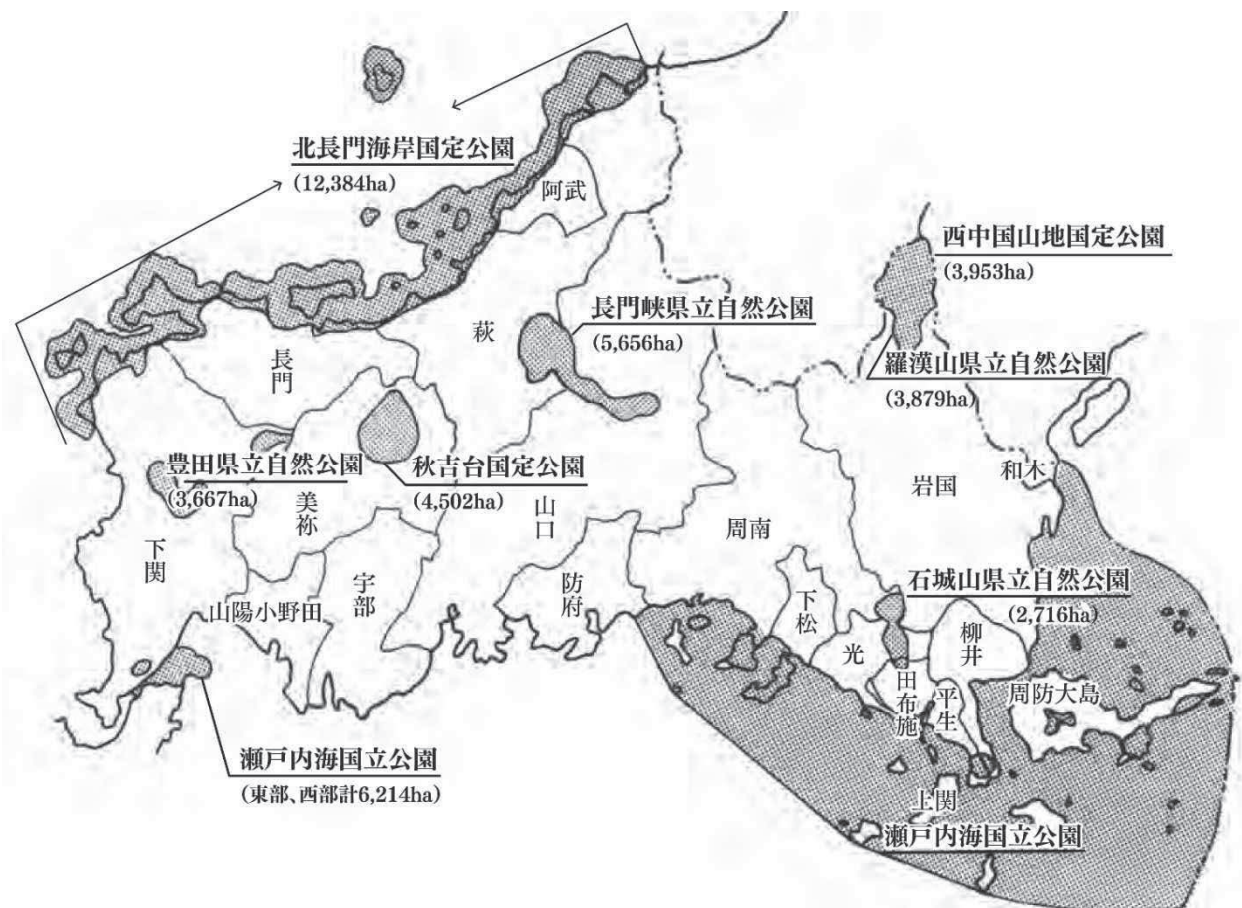 北長門海岸国定公園
(12,384ha)
阿武
西中国山地国定公園
(3,953ha)
長門峡県立自然公園
(5,656ha)
萩
羅漢山県立自然公園
(3,879ha)
長門
豊田県立自然公園
(3,667ha)
秋吉台国定公園
(4,502ha)
和木
岩国
美祢
山口
周南
下関
宇部
防府
山陽小野田
下松
石城山県立自然公園
(2,716ha)
柳井
光
田布施
平生
周防大島
瀬戸内海国立公園
(東部、西部計6,214ha)
上関
瀬戸内海国立公園